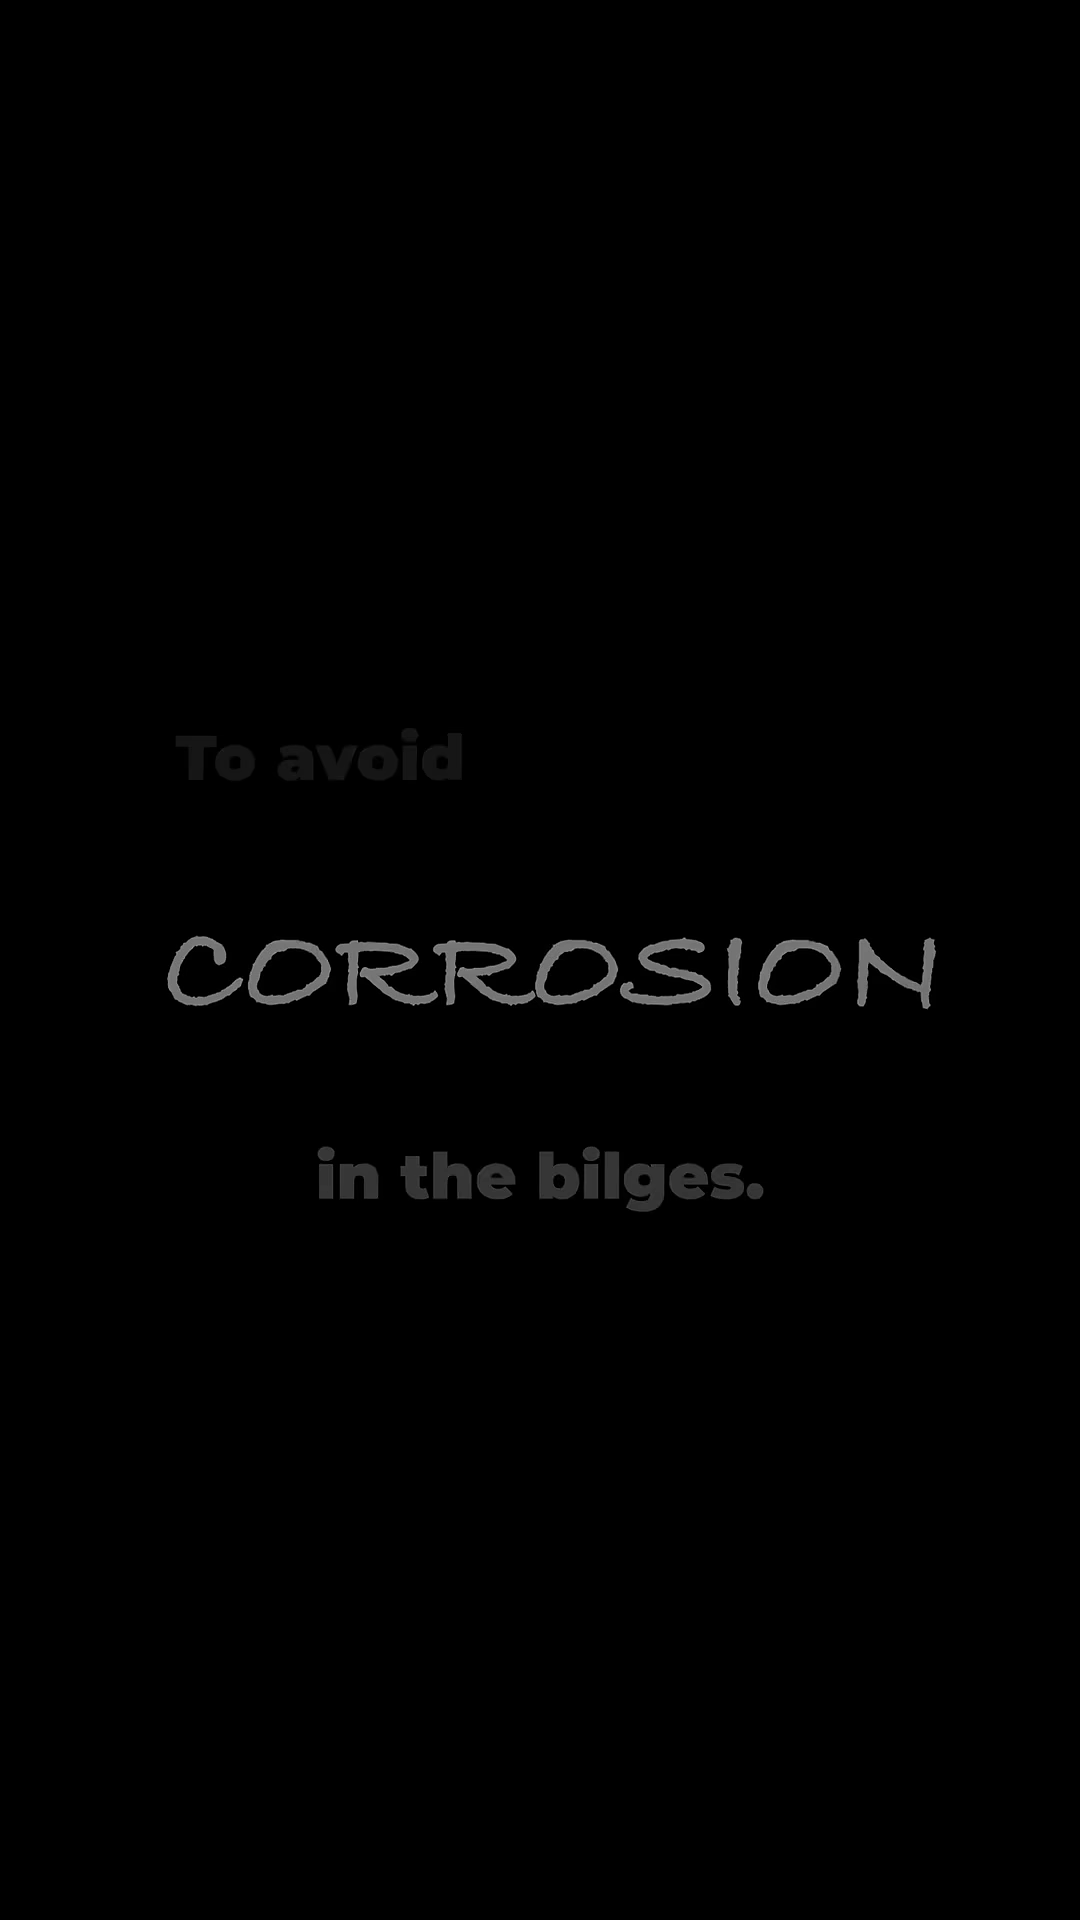 To avoid
CORROSION
in the bilges.